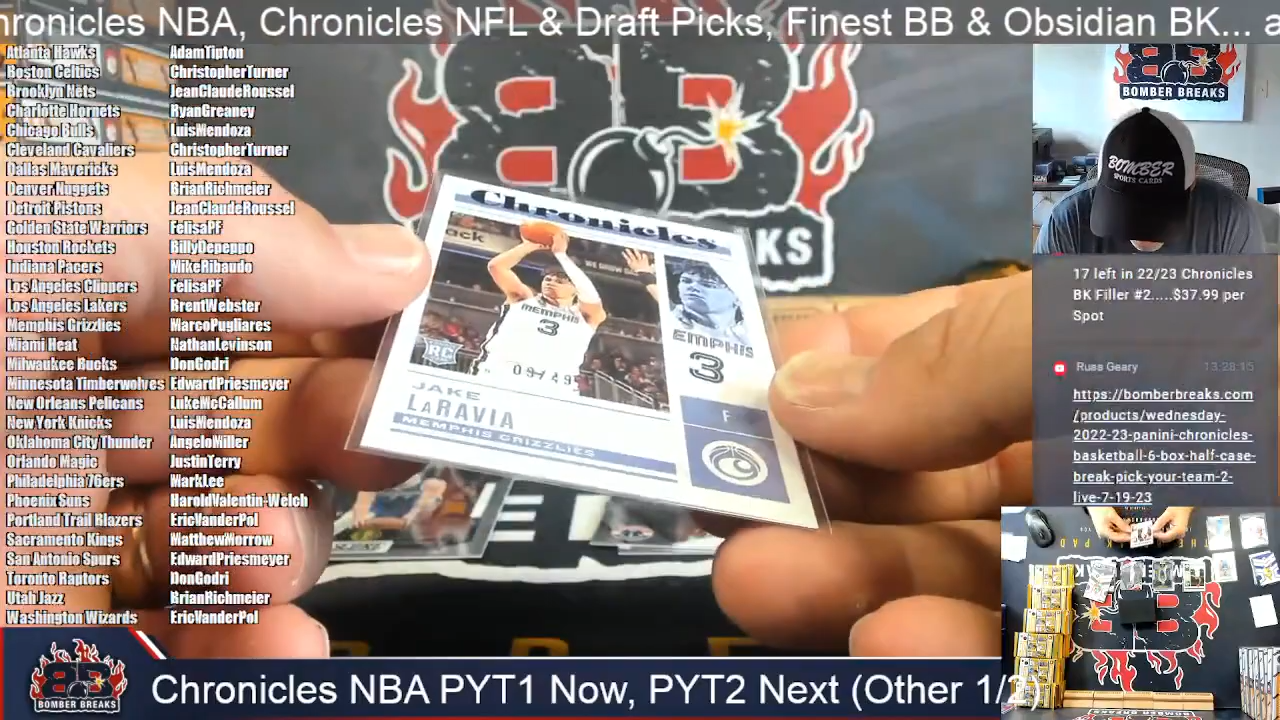 hronicles NBA, Chronicles NFL & Draft Picks, Finest BB & Obsidian BK... a
Atlanta Hawks AdamTipton
Boston Celtics ChristopherTurner
Brooklyn Nets JeanClaudeRoussel
Charlotte Hornets RyanGreaney
Chicago Bulls LuisMendoza
Cleveland Cavaliers ChristopherTurner
Dallas Mavericks LuisMendoza
Denver Nuggets BrianRichmeier
Detroit Pistons JeanClaudeRoussel
Golden State Warriors FelisaPF
Houston Rockets BillyDepeppo
Indiana Pacers MikeRibaudo
Los Angeles Clippers FelisaPF
Los Angeles Lakers BrentWebster
Memphis Grizzlies MarcoPugliares
Miami Heat NathanLevinson
Milwaukee Bucks DonGodri
Minnesota Timberwolves EdwardPriesmeyer
New Orleans Pelicans LukeMcCallum
New York Knicks LuisMendoza
Oklahoma City Thunder AngeloMiller
Orlando Magic JustinTerry
Philadelphia 76ers MarkLee
Phoenix Suns HaroldValentin-Welch
Portland Trail Blazers EricVanderPol
Sacramento Kings MatthewMorrow
San Antonio Spurs EdwardPriesmeyer
Toronto Raptors DonGodri
Utah Jazz BrianRichmeier
Washington Wizards EricVanderPol
Chronicles
MEMPHIS
3
RC
09/49
EMPHIS
3
F
JAKE
LARAVIA
MEMPHIS GRIZZLIES
AKS
BOMBER BREAKS
BOMBER
SPORTS CARDS
17 left in 22/23 Chronicles
BK Filler #2.....$37.99 per
Spot
Russ Geary 13:28:15
https://bomberbreaks.com
/products/wednesday-
2022-23-panini-chronicles-
basketball-6-box-half-case-
break-pick-your-team-2-
live-7-19-23
BOMBER BREAKS
Chronicles NBA PYT1 Now, PYT2 Next (Other 1/2